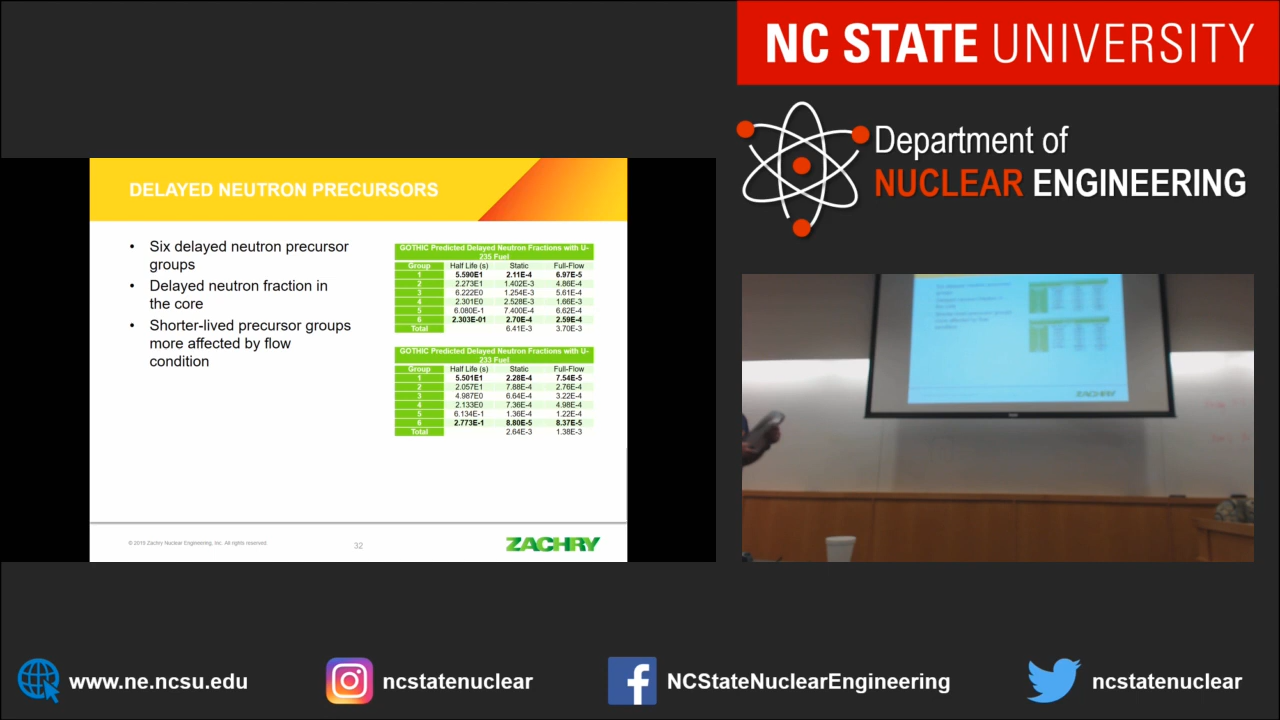 NC STATE UNIVERSITY
Department of
NUCLEAR ENGINEERING
DELAYED NEUTRON PRECURSORS
• Six delayed neutron precursor
groups
• Delayed neutron fraction in
the core
• Shorter-lived precursor groups
more affected by flow
condition
GOTHIC Predicted Delayed Neutron Fractions with U-
235 Fuel
Group Half Life (s) Static Full-Flow
1 5.590E1 2.11E-4 6.97E-5
2 2.273E1 1.402E-3 4.86E-4
3 6.222E0 1.254E-3 5.61E-4
4 2.301E0 2.528E-3 1.66E-3
5 6.080E-1 7.400E-4 6.62E-4
6 2.303E-01 2.70E-4 2.59E-4
Total 6.41E-3 3.70E-3
GOTHIC Predicted Delayed Neutron Fractions with U-
233 Fuel
Group Half Life (s) Static Full-Flow
1 5.501E1 2.28E-4 7.54E-5
2 2.057E1 7.88E-4 2.76E-4
3 4.987E0 6.64E-4 3.22E-4
4 2.133E0 7.36E-4 4.98E-4
5 6.134E-1 1.36E-4 1.22E-4
6 2.773E-1 8.80E-5 8.37E-5
Total 2.64E-3 1.38E-3
Zachry Nuclear Engineering, Inc. All rights reserved.
32
ZACHRY
ZACHRY
www.ne.ncsu.edu
ncstatenuclear
NCStateNuclearEngineering
ncstatenuclear